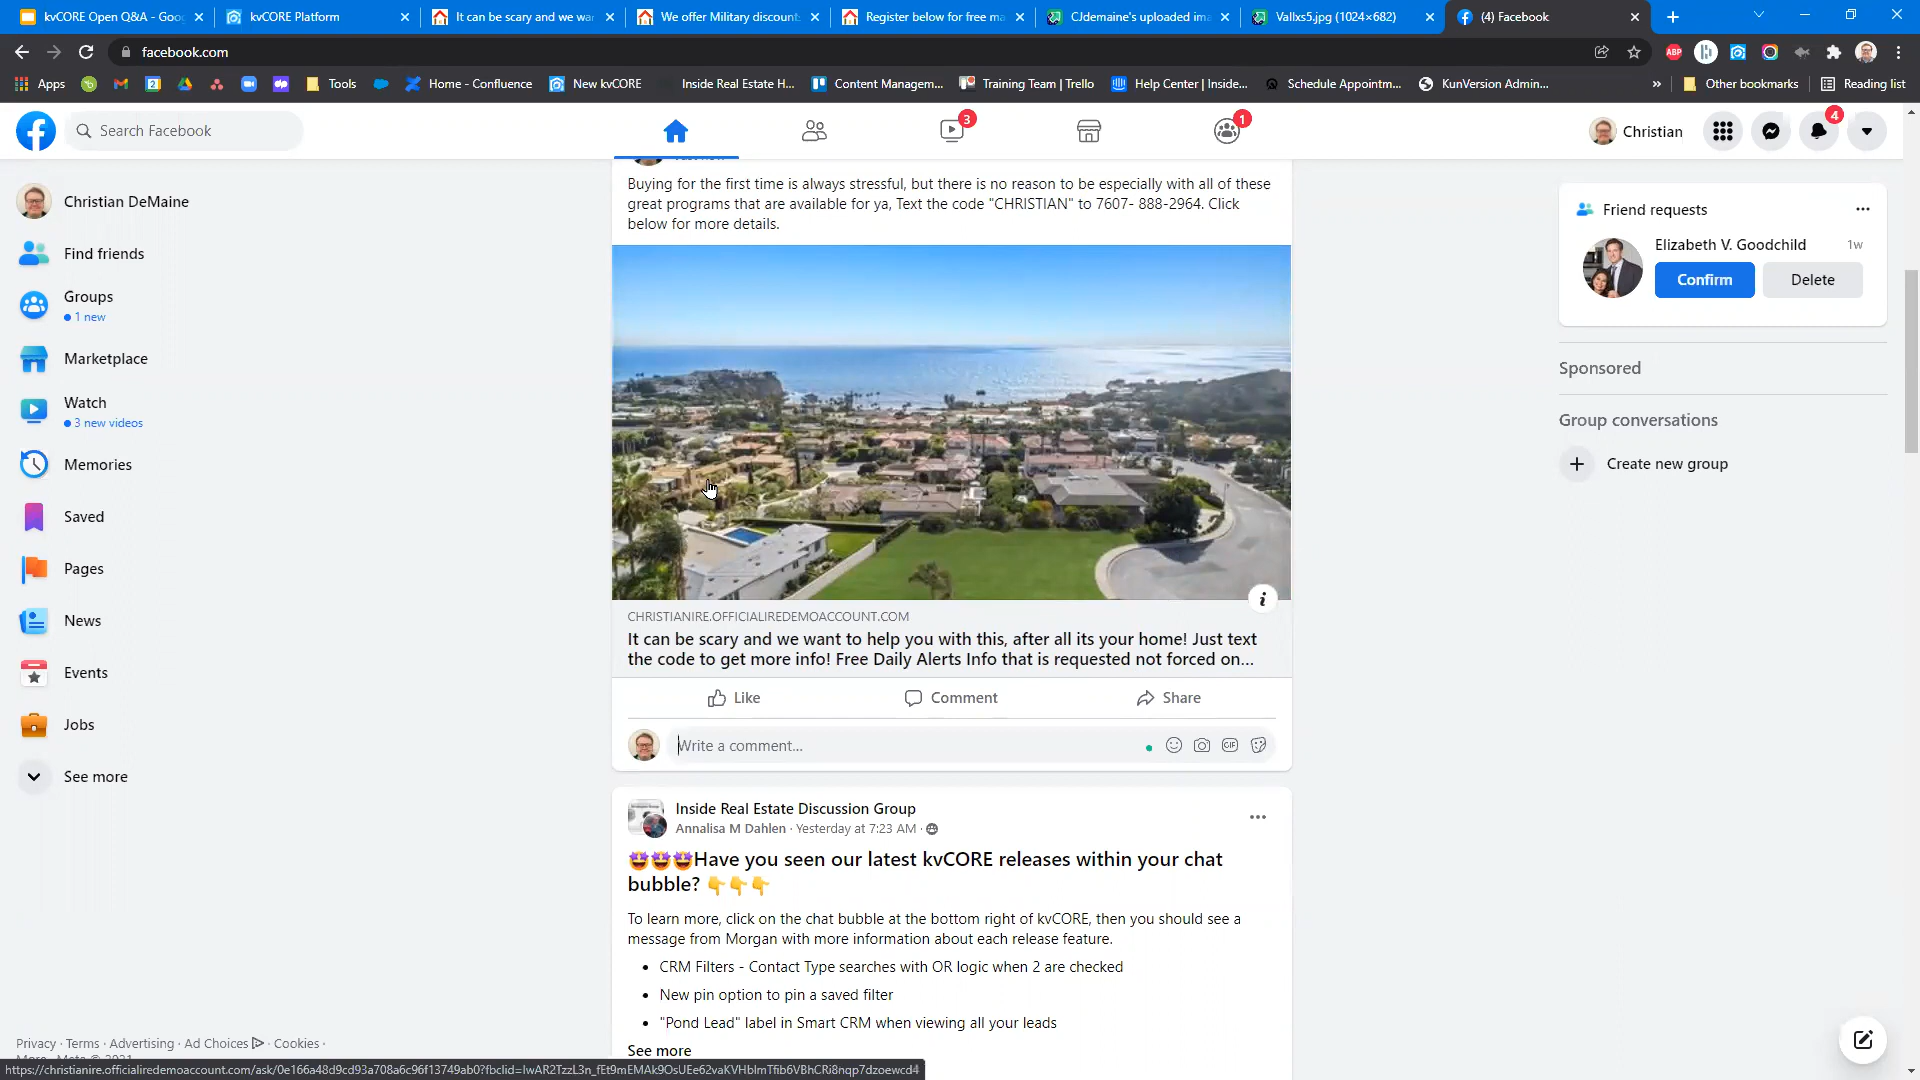 kvCORE Open Q&A - Goo
kvCORE Platform
It can be scary and we wa
We offer Military discount
Register below for free ma
CJdemaine's uploaded ima
Vallxs5.jpg (1024×682)
(4) Facebook
facebook.com
Apps
Tools
Home - Confluence
New kvCORE
Inside Real Estate H...
Content Managem...
Training Team | Trello
Help Center | Inside...
Schedule Appointm...
KunVersion Admin...
»
Other bookmarks
Reading list
Search Facebook
3
1
Christian
4
Christian DeMaine
Find friends
Groups
1 new
Marketplace
Watch
3 new videos
Memories
Saved
Pages
News
Events
Jobs
See more
Privacy · Terms · Advertising · Ad Choices · Cookies ·
Buying for the first time is always stressful, but there is no reason to be especially with all of these
great programs that are available for ya, Text the code "CHRISTIAN" to 7607- 888-2964. Click
below for more details.
CHRISTIANIRE.OFFICIALIREDEMOACCOUNT.COM
It can be scary and we want to help you with this, after all its your home! Just text
the code to get more info! Free Daily Alerts Info that is requested not forced on...
Like
Comment
Share
Write a comment...
GIF
Inside Real Estate Discussion Group
Annalisa M Dahlen · Yesterday at 7:23 AM ·
🤩🤩🤩Have you seen our latest kvCORE releases within your chat
bubble? 👇👇👇
To learn more, click on the chat bubble at the bottom right of kvCORE, then you should see a
message from Morgan with more information about each release feature.
• CRM Filters - Contact Type searches with OR logic when 2 are checked
• New pin option to pin a saved filter
• "Pond Lead" label in Smart CRM when viewing all your leads
See more
Friend requests
Elizabeth V. Goodchild
1w
Confirm
Delete
Sponsored
Group conversations
Create new group